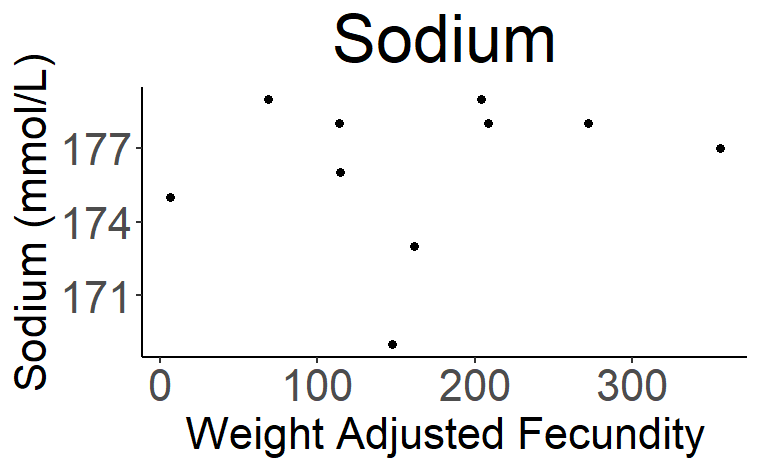 Sodium
Sodium (mmol/L)
177
174
171
0 100 200 300
Weight Adjusted Fecundity